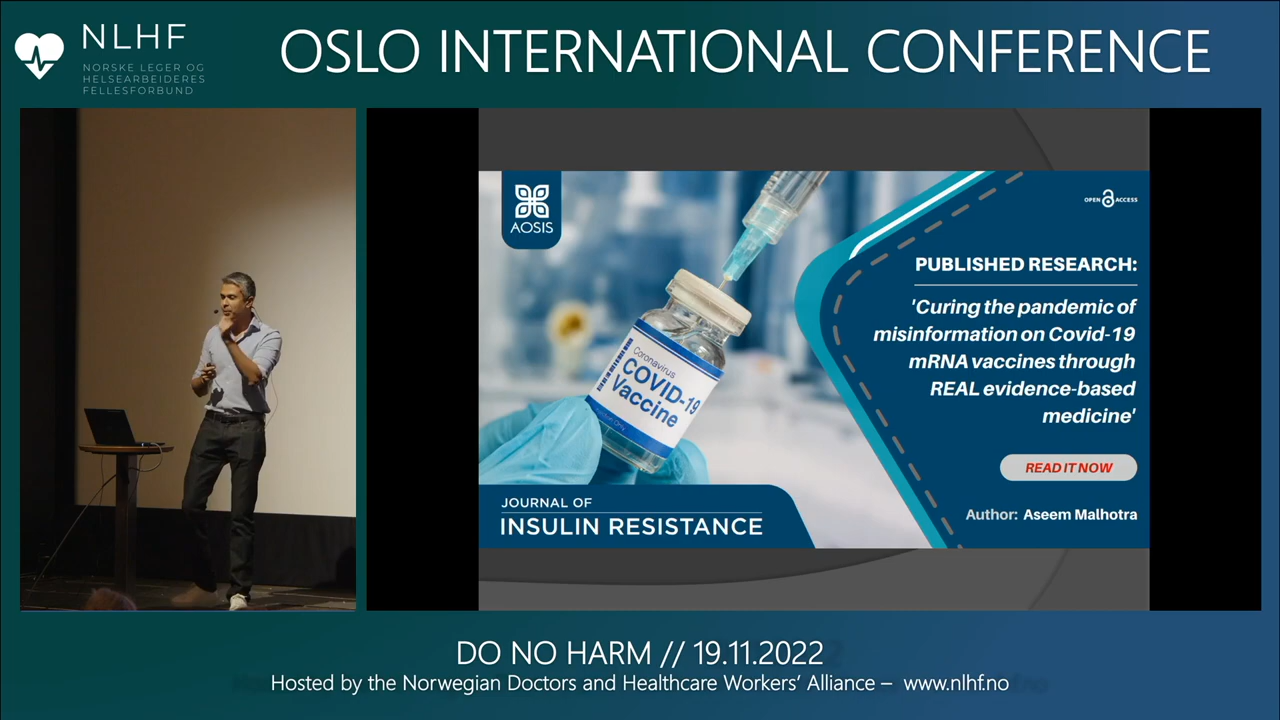 NLHF
NORSKE LEGER OG
HELSEARBEIDERES
FELLESFORBUND
OSLO INTERNATIONAL CONFERENCE
AOSIS
OPEN ACCESS
Coronavirus
COVID-19
Vaccine
PUBLISHED RESEARCH:
'Curing the pandemic of
misinformation on Covid-19
mRNA vaccines through
REAL evidence-based
medicine'
READ IT NOW
Author: Aseem Malhotra
JOURNAL OF
INSULIN RESISTANCE
DO NO HARM // 19.11.2022
Hosted by the Norwegian Doctors and Healthcare Workers' Alliance – www.nlhf.no